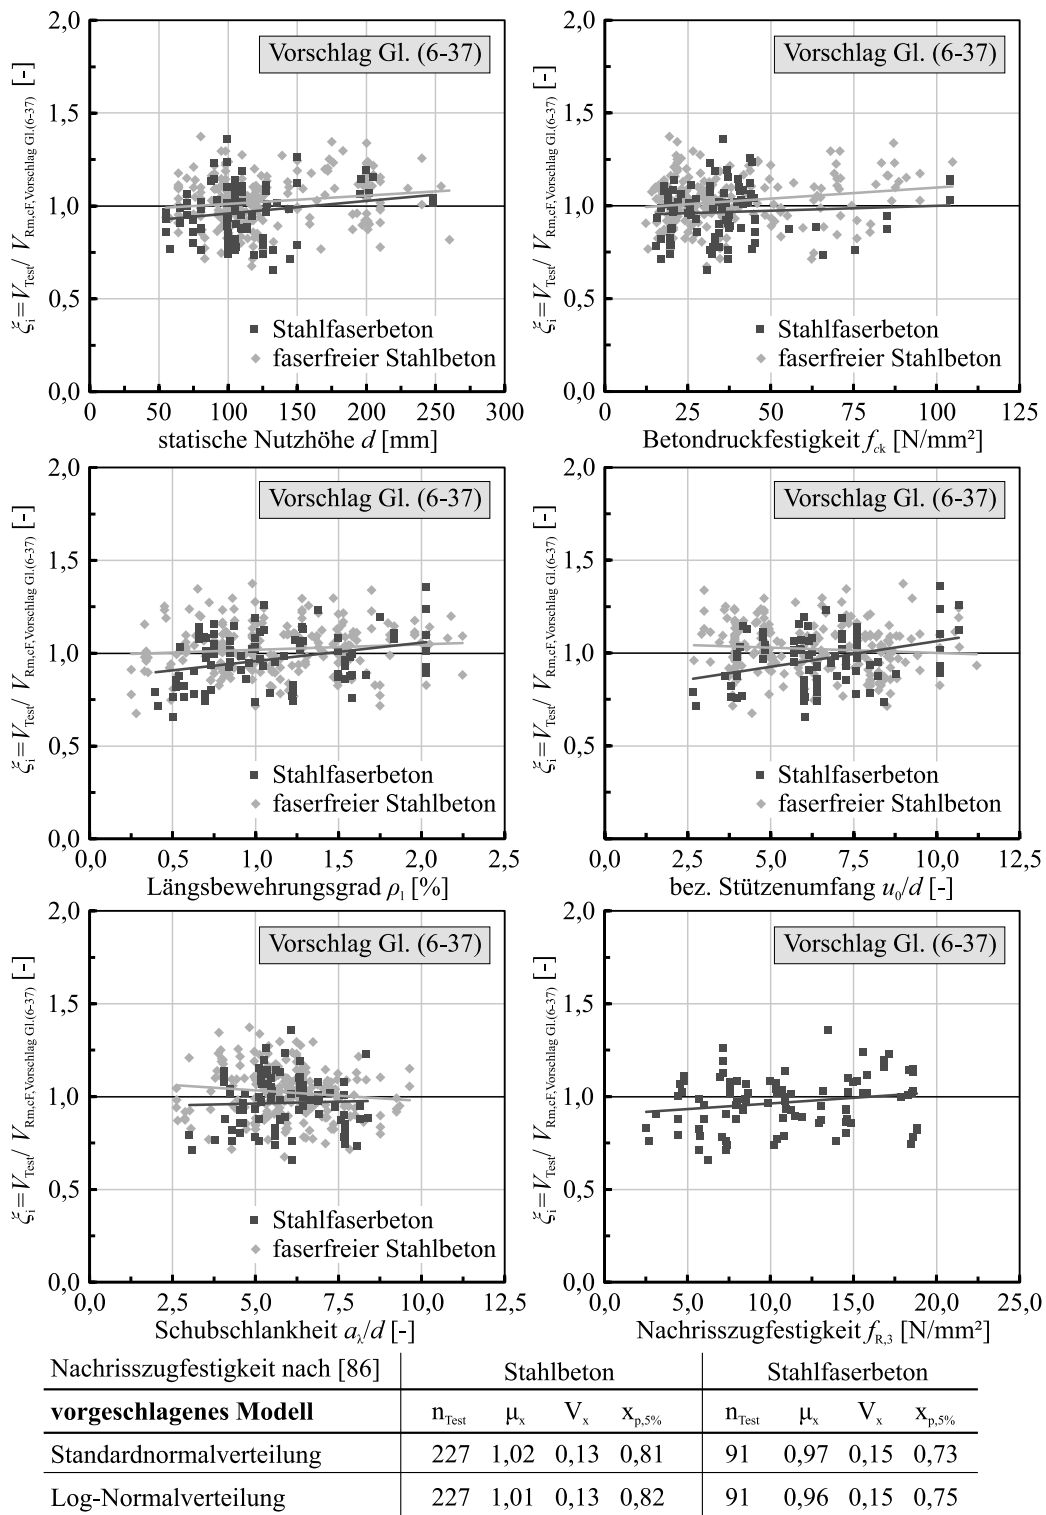 2,0
1,5
1,0
0,5
0,0
ξi=VTest/ VRm,cF,Vorschlag Gl.(6-37) [-]
Vorschlag Gl. (6-37)
Stahlfaserbeton
faserfreier Stahlbeton
0 50 100 150 200 250 300
statische Nutzhöhe d [mm]
2,0
1,5
1,0
0,5
0,0
ξi=VTest/ VRm,cF,Vorschlag Gl.(6-37) [-]
Vorschlag Gl. (6-37)
Stahlfaserbeton
faserfreier Stahlbeton
0 25 50 75 100 125
Betondruckfestigkeit fck [N/mm²]
2,0
1,5
1,0
0,5
0,0
ξi=VTest/ VRm,cF,Vorschlag Gl.(6-37) [-]
Vorschlag Gl. (6-37)
Stahlfaserbeton
faserfreier Stahlbeton
0,0 0,5 1,0 1,5 2,0 2,5
Längsbewehrungsgrad ρl [%]
2,0
1,5
1,0
0,5
0,0
ξi=VTest/ VRm,cF,Vorschlag Gl.(6-37) [-]
Vorschlag Gl. (6-37)
Stahlfaserbeton
faserfreier Stahlbeton
0,0 2,5 5,0 7,5 10,0 12,5
bez. Stützenumfang u0/d [-]
2,0
1,5
1,0
0,5
0,0
ξi=VTest/ VRm,cF,Vorschlag Gl.(6-37) [-]
Vorschlag Gl. (6-37)
Stahlfaserbeton
faserfreier Stahlbeton
0,0 2,5 5,0 7,5 10,0 12,5
Schubschlankheit aλ/d [-]
2,0
1,5
1,0
0,5
0,0
ξi=VTest/ VRm,cF,Vorschlag Gl.(6-37) [-]
Vorschlag Gl. (6-37)
0,0 5,0 10,0 15,0 20,0 25,0
Nachrisszugfestigkeit fR,3 [N/mm²]
Nachrisszugfestigkeit nach [86] Stahlbeton Stahlfaserbeton
vorgeschlagenes Modell nTest μx Vx xp,5% nTest μx Vx xp,5%
Standardnormalverteilung 227 1,02 0,13 0,81 91 0,97 0,15 0,73
Log-Normalverteilung 227 1,01 0,13 0,82 91 0,96 0,15 0,75